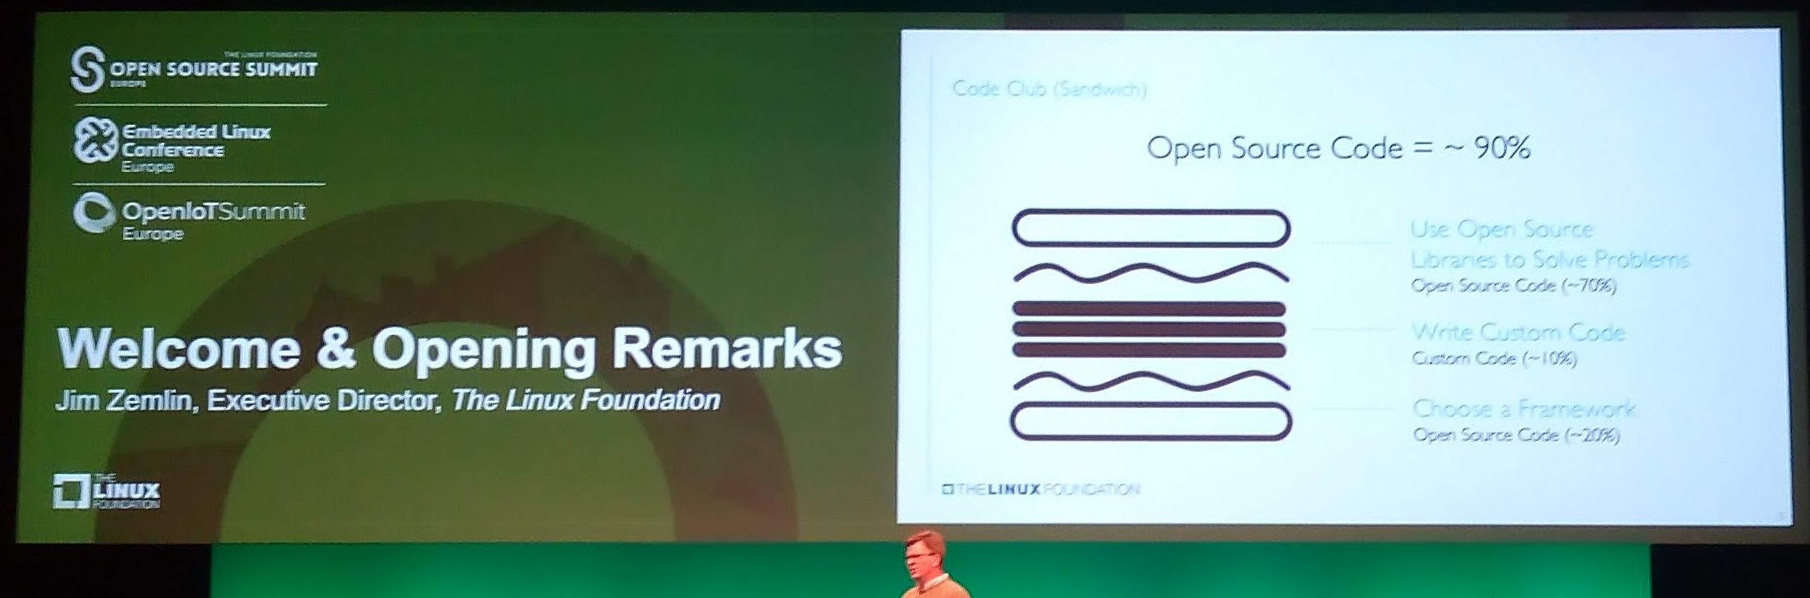 THE LINUX FOUNDATION
OPEN SOURCE SUMMIT
EUROPE
Embedded Linux
Conference
Europe
OpenIoTSummit
Europe
Welcome & Opening Remarks
Jim Zemlin, Executive Director, The Linux Foundation
THE
LINUX
FOUNDATION
Code Club (Sandwich)
Open Source Code = ~ 90%
Use Open Source
Libraries to Solve Problems
Open Source Code (~70%)
Write Custom Code
Custom Code (~10%)
Choose a Framework
Open Source Code (~20%)
THE LINUX FOUNDATION